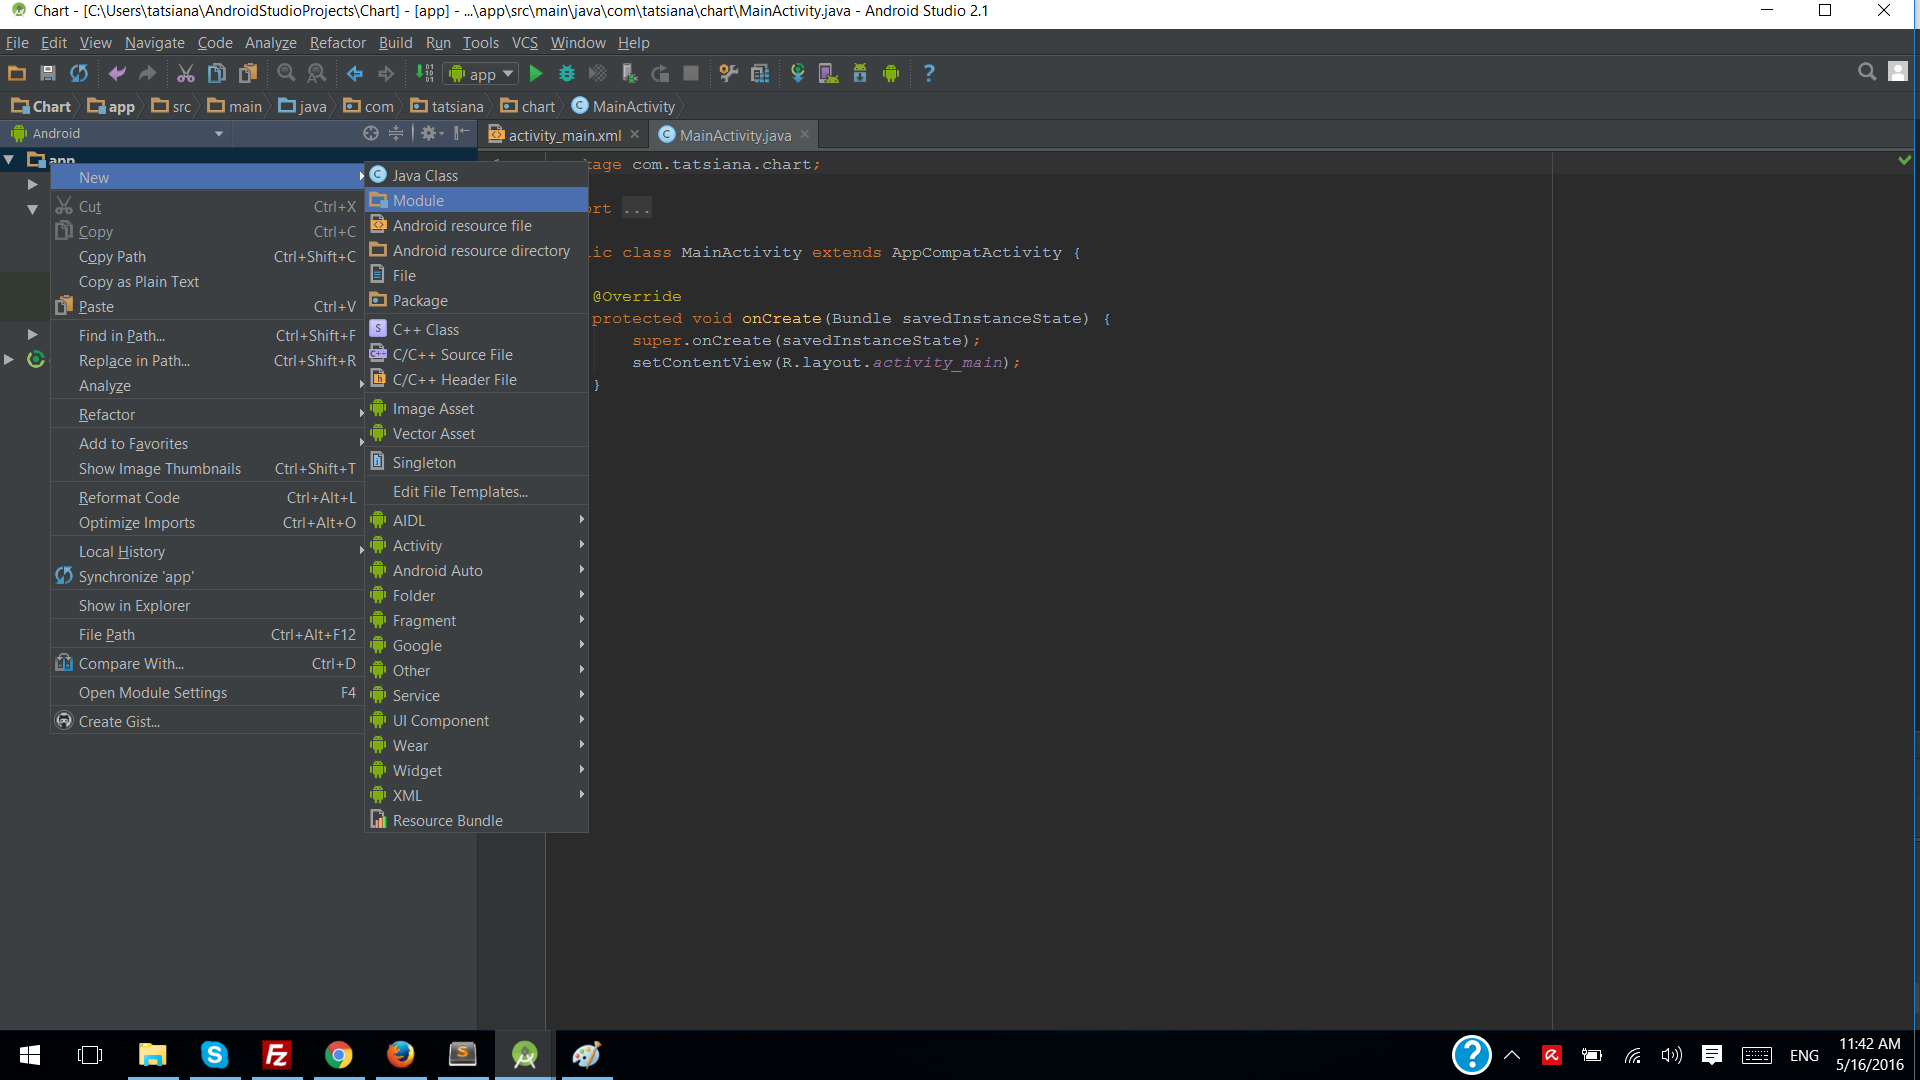 Chart - [C:\Users\tatsiana\AndroidStudioProjects\Chart] - [app] - ...\app\src\main\java\com\tatsiana\chart\MainActivity.java - Android Studio 2.1
File Edit View Navigate Code Analyze Refactor Build Run Tools VCS Window Help
app
Chart app src main java com tatsiana chart MainActivity
Android
activity_main.xml MainActivity.java
app
New
Cut Ctrl+X
Copy Ctrl+C
Copy Path Ctrl+Shift+C
Copy as Plain Text
Paste Ctrl+V
Find in Path... Ctrl+Shift+F
Replace in Path... Ctrl+Shift+R
Analyze
Refactor
Add to Favorites
Show Image Thumbnails Ctrl+Shift+T
Reformat Code Ctrl+Alt+L
Optimize Imports Ctrl+Alt+O
Local History
Synchronize 'app'
Show in Explorer
File Path Ctrl+Alt+F12
Compare With... Ctrl+D
Open Module Settings F4
Create Gist...
Java Class
Module
Android resource file
Android resource directory
File
Package
C++ Class
C/C++ Source File
C/C++ Header File
Image Asset
Vector Asset
Singleton
Edit File Templates...
AIDL
Activity
Android Auto
Folder
Fragment
Google
Other
Service
UI Component
Wear
Widget
XML
Resource Bundle
kage com.tatsiana.chart;
ort ...
lic class MainActivity extends AppCompatActivity {
@Override
protected void onCreate(Bundle savedInstanceState) {
super.onCreate(savedInstanceState);
setContentView(R.layout.activity_main);
}
ENG
11:42 AM
5/16/2016